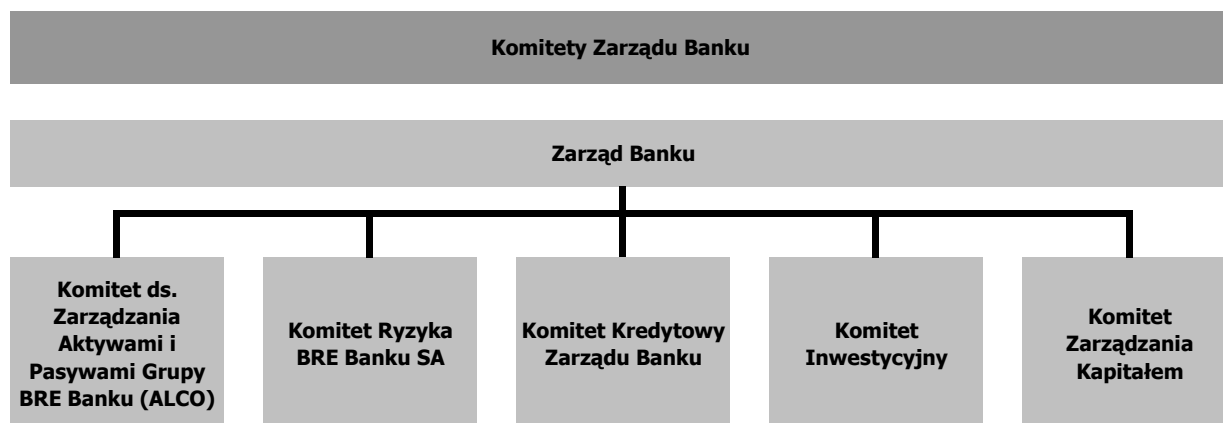 Komitety Zarządu Banku
Zarząd Banku
Komitet ds.
Zarządzania
Aktywami i
Pasywami Grupy
BRE Banku (ALCO)
Komitet Ryzyka
BRE Banku SA
Komitet Kredytowy
Zarządu Banku
Komitet
Inwestycyjny
Komitet
Zarządzania
Kapitałem